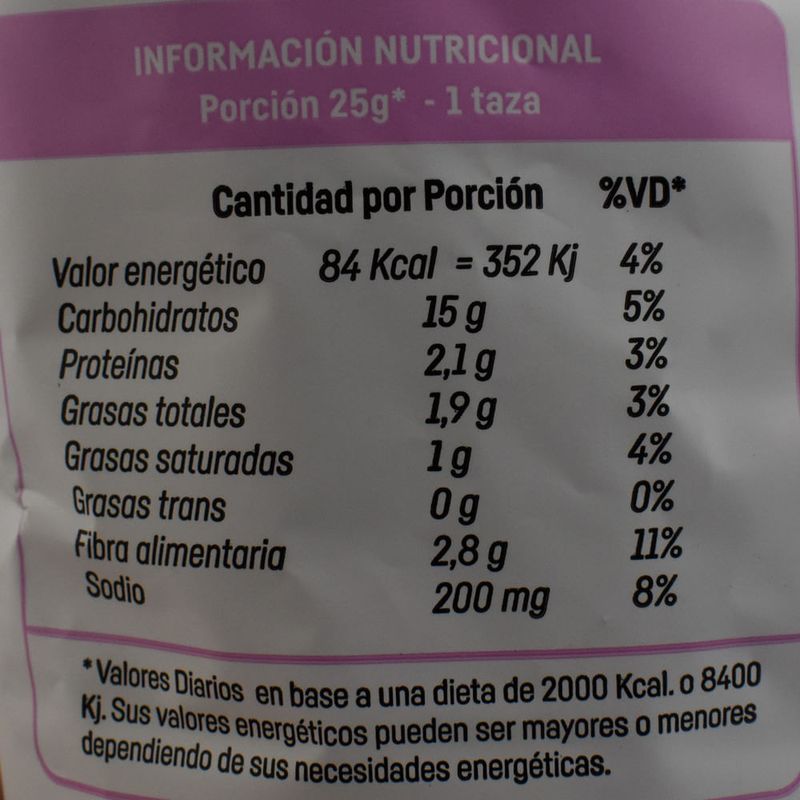 INFORMACIÓN NUTRICIONAL
Porción 25g* - 1 taza
Cantidad por Porción %VD*
Valor energético 84 Kcal = 352 Kj 4%
Carbohidratos 15 g 5%
Proteínas 2,1 g 3%
Grasas totales 1,9 g 3%
Grasas saturadas 1 g 4%
Grasas trans 0 g 0%
Fibra alimentaria 2,8 g 11%
Sodio 200 mg 8%
*Valores Diarios en base a una dieta de 2000 Kcal. o 8400
Kj. Sus valores energéticos pueden ser mayores o menores
dependiendo de sus necesidades energéticas.